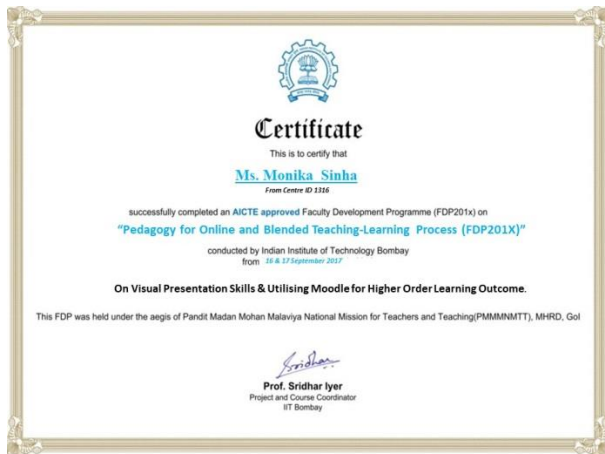 Certificate
This is to certify that
Ms. Monika Sinha
From Centre ID 1316
successfully completed an AICTE approved Faculty Development Programme (FDP201x) on
“Pedagogy for Online and Blended Teaching-Learning Process (FDP201X)”
conducted by Indian Institute of Technology Bombay
from 16 & 17 September 2017
On Visual Presentation Skills & Utilising Moodle for Higher Order Learning Outcome.
This FDP was held under the aegis of Pandit Madan Mohan Malaviya National Mission for Teachers and Teaching(PMMMNMTT), MHRD, GoI
Sridhar
Prof. Sridhar Iyer
Project and Course Coordinator
IIT Bombay